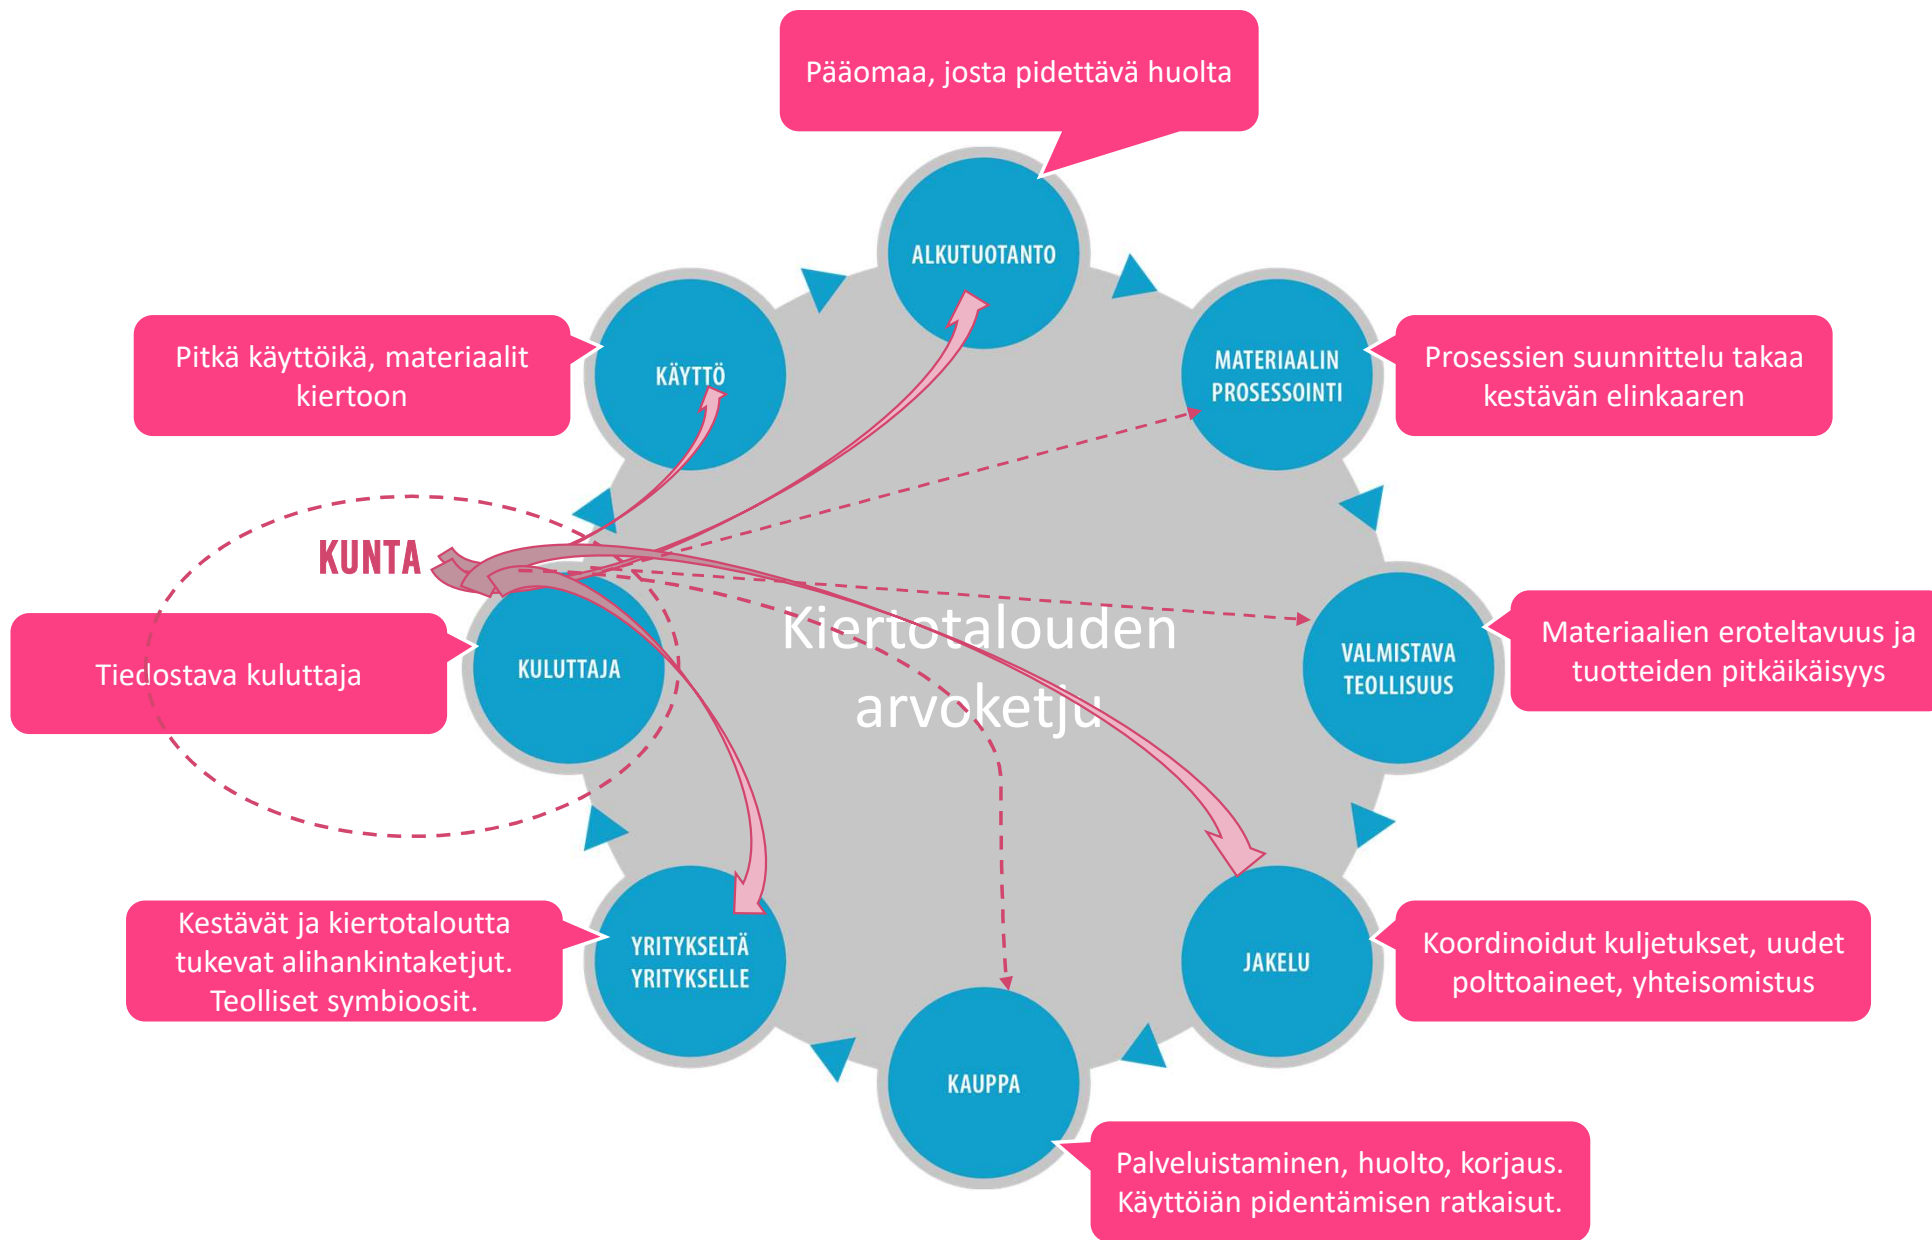 Pääomaa, josta pidettävä huolta
ALKUTUOTANTO
KÄYTTÖ
Pitkä käyttöikä, materiaalit
kiertoon
MATERIAALIN
PROSESSOINTI
Prosessien suunnittelu takaa
kestävän elinkaaren
KUNTA
Tiedostava kuluttaja
KULUTTAJA
Kiertotalouden
arvoketju
VALMISTAVA
TEOLLISUUS
Materiaalien eroteltavuus ja
tuotteiden pitkäikäisyys
Kestävät ja kiertotaloutta
tukevat alihankintaketjut.
Teolliset symbioosit.
YRITYKSELTÄ
YRITYKSELLE
JAKELU
Koordinoidut kuljetukset, uudet
polttoaineet, yhteisomistus
KAUPPA
Palveluistaminen, huolto, korjaus.
Käyttöiän pidentämisen ratkaisut.